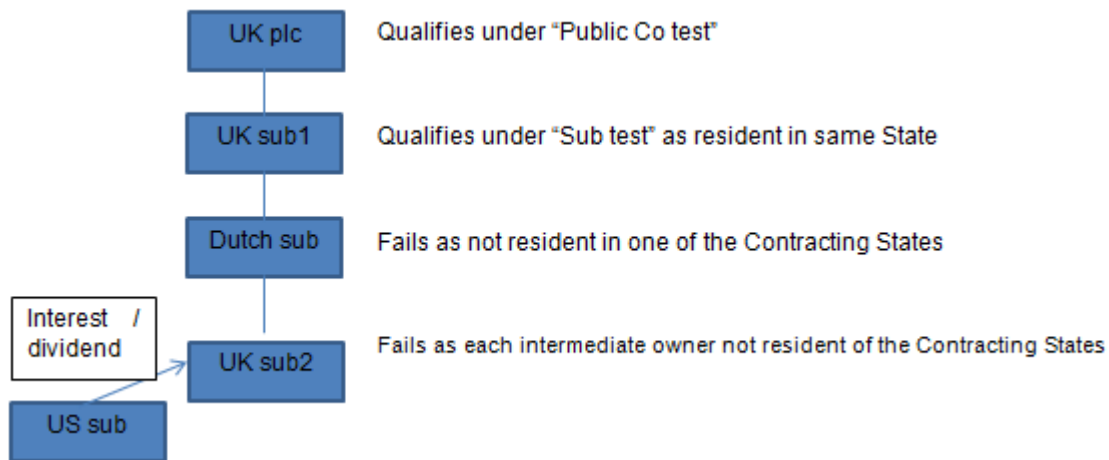 UK plc
Qualifies under “Public Co test”
UK sub1
Qualifies under “Sub test” as resident in same State
Dutch sub
Fails as not resident in one of the Contracting States
Interest /
dividend
UK sub2
Fails as each intermediate owner not resident of the Contracting States
US sub